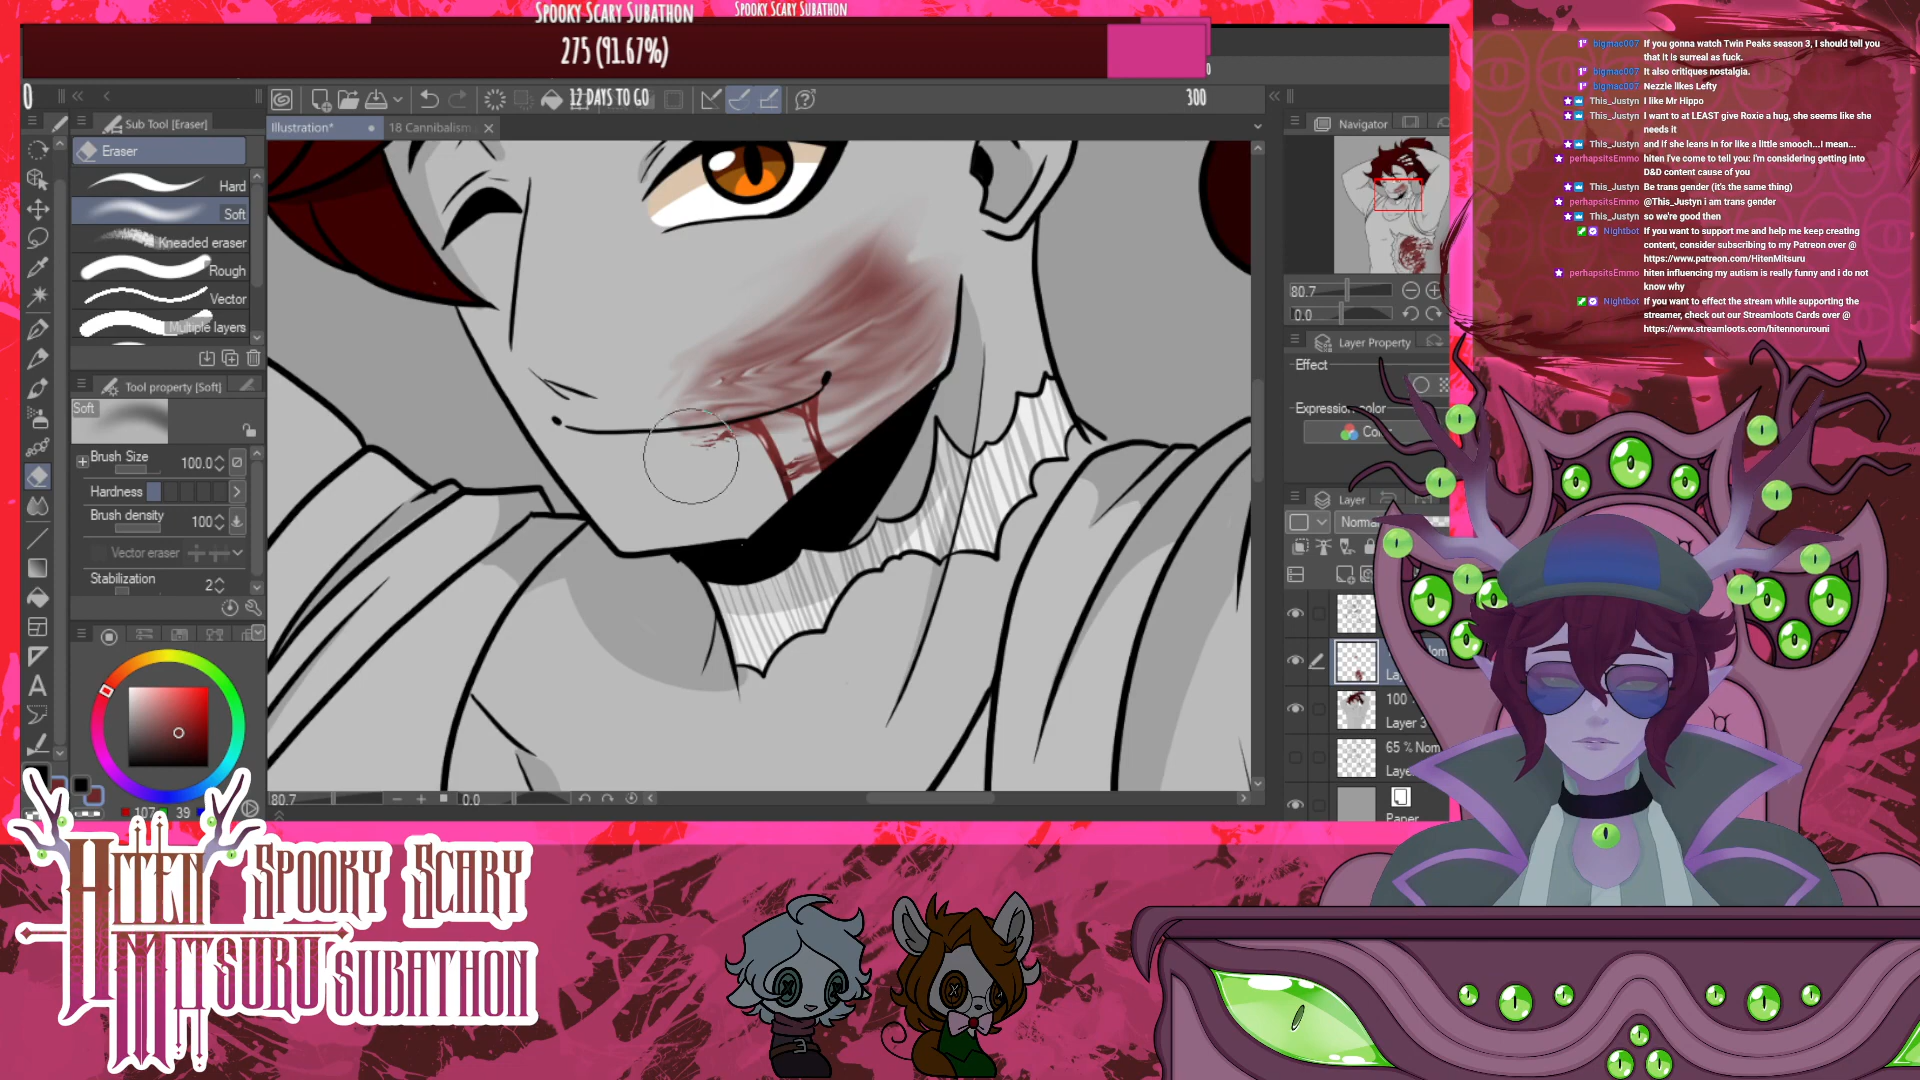 Spooky Scary Subathon
Spooky Scary Subathon
275 (91.67%)
0
0
12 DAYS TO GO
300
Sub Tool [Eraser]
Eraser
Hard
Soft
Kneaded eraser
Rough
Vector
Multiple layers
Tool property [Soft]
Soft
Brush Size
100.0
Hardness
Brush density
100
Vector eraser
Stabilization
2
107
39
Illustration*
18 Cannibalism
80.7
0.0
Navigator
80.7
0.0
Layer Property
Effect
Expression color
Layer
100
Layer 3
65 % Nom
Laye
Paper
bigmac007 If you gonna watch Twin Peaks season 3, I should tell you
that it is surreal as fuck.
bigmac007 It also critiques nostalgia.
bigmac007 Nezzie likes Lefty
This_Justyn I like Mr Hippo
This_Justyn I want to at LEAST give Roxie a hug, she seems like she
needs it
This_Justyn and if she leans in for like a little smooch...I mean...
perhapsitsEmmo hiten i've come to tell you: i'm considering getting into
D&D content cause of you
This_Justyn Be trans gender (it's the same thing)
perhapsitsEmmo @This_Justyn i am trans gender
This_Justyn so we're good then
Nightbot If you want to support me and help me keep creating
content, consider subscribing to my Patreon over @
https://www.patreon.com/HitenMitsuru
perhapsitsEmmo hiten influencing my autism is really funny and i do not
know why
Nightbot If you want to effect the stream while supporting the
streamer, check out our Streamloots Cards over @
https://www.streamloots.com/hitennorurouni
Hiten
Mitsuru
Spooky Scary
Subathon